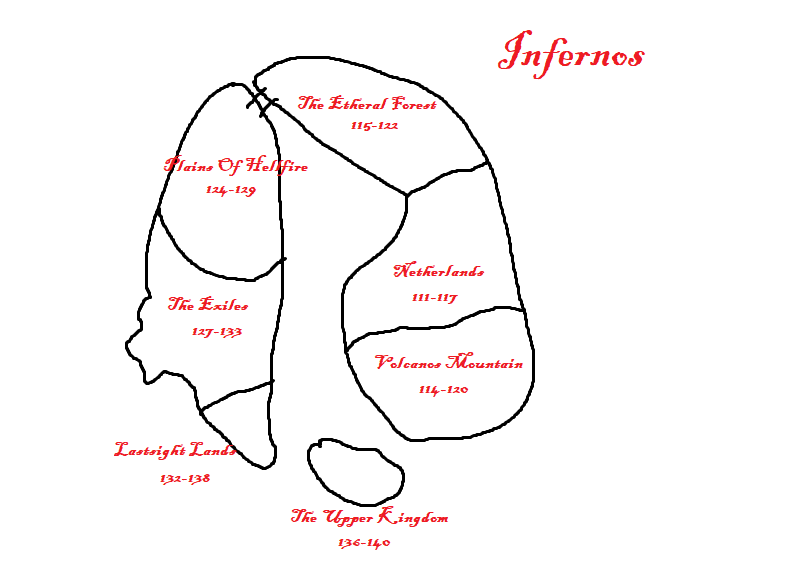 Infernos
The Etheral Forest
115-122
Plains Of Hellfire
124-129
Netherlands
111-117
The Exiles
127-133
Volcanos Mountain
114-120
Lastsight Lands
132-138
The Upper Kingdom
136-140